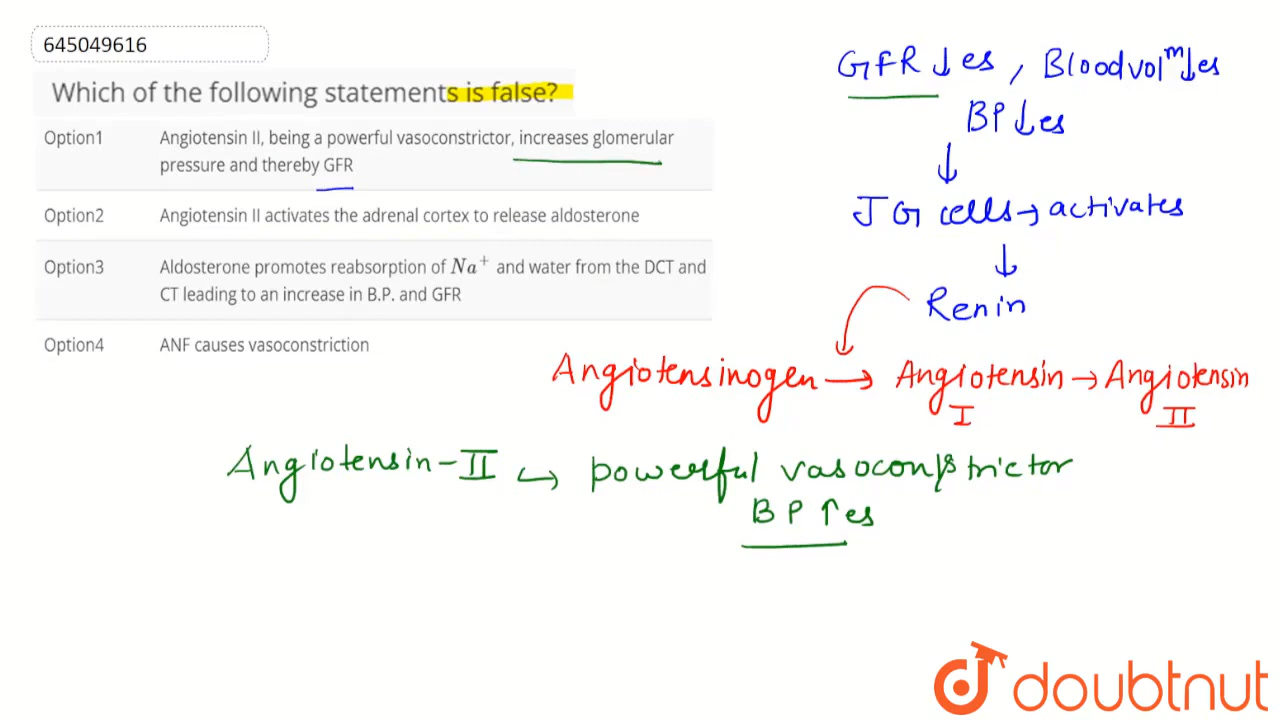 645049616
Which of the following statements is false?
Option1 Angiotensin II, being a powerful vasoconstrictor, increases glomerular
pressure and thereby GFR
Option2 Angiotensin II activates the adrenal cortex to release aldosterone
Option3 Aldosterone promotes reabsorption of Na⁺ and water from the DCT and
CT leading to an increase in B.P. and GFR
Option4 ANF causes vasoconstriction
GFR ↓es , Blood volᵐ↓es
BP↓es
↓
JG cells → activates
↓
Renin
Angiotensinogen → Angiotensin I → Angiotensin II
Angiotensin-II ↪ powerful vasoconstrictor
BP↑es
doubtnut